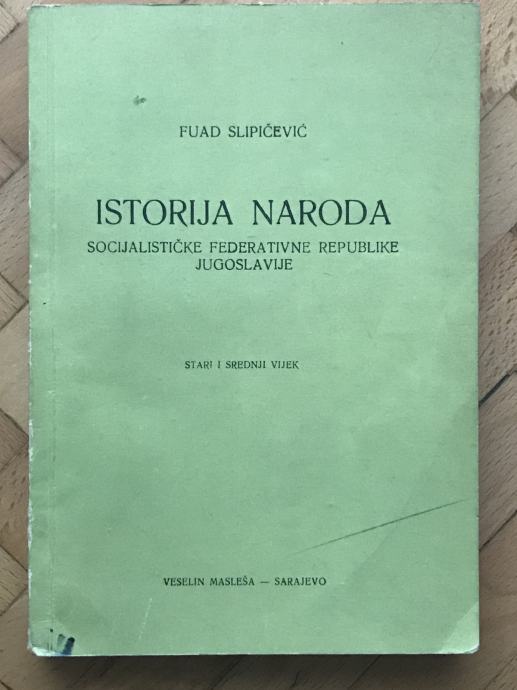 FUAD SLIPIČEVIĆ
ISTORIJA NARODA
SOCIJALISTIČKE FEDERATIVNE REPUBLIKE
JUGOSLAVIJE
STARI I SREDNJI VIJEK
VESELIN MASLEŠA — SARAJEVO